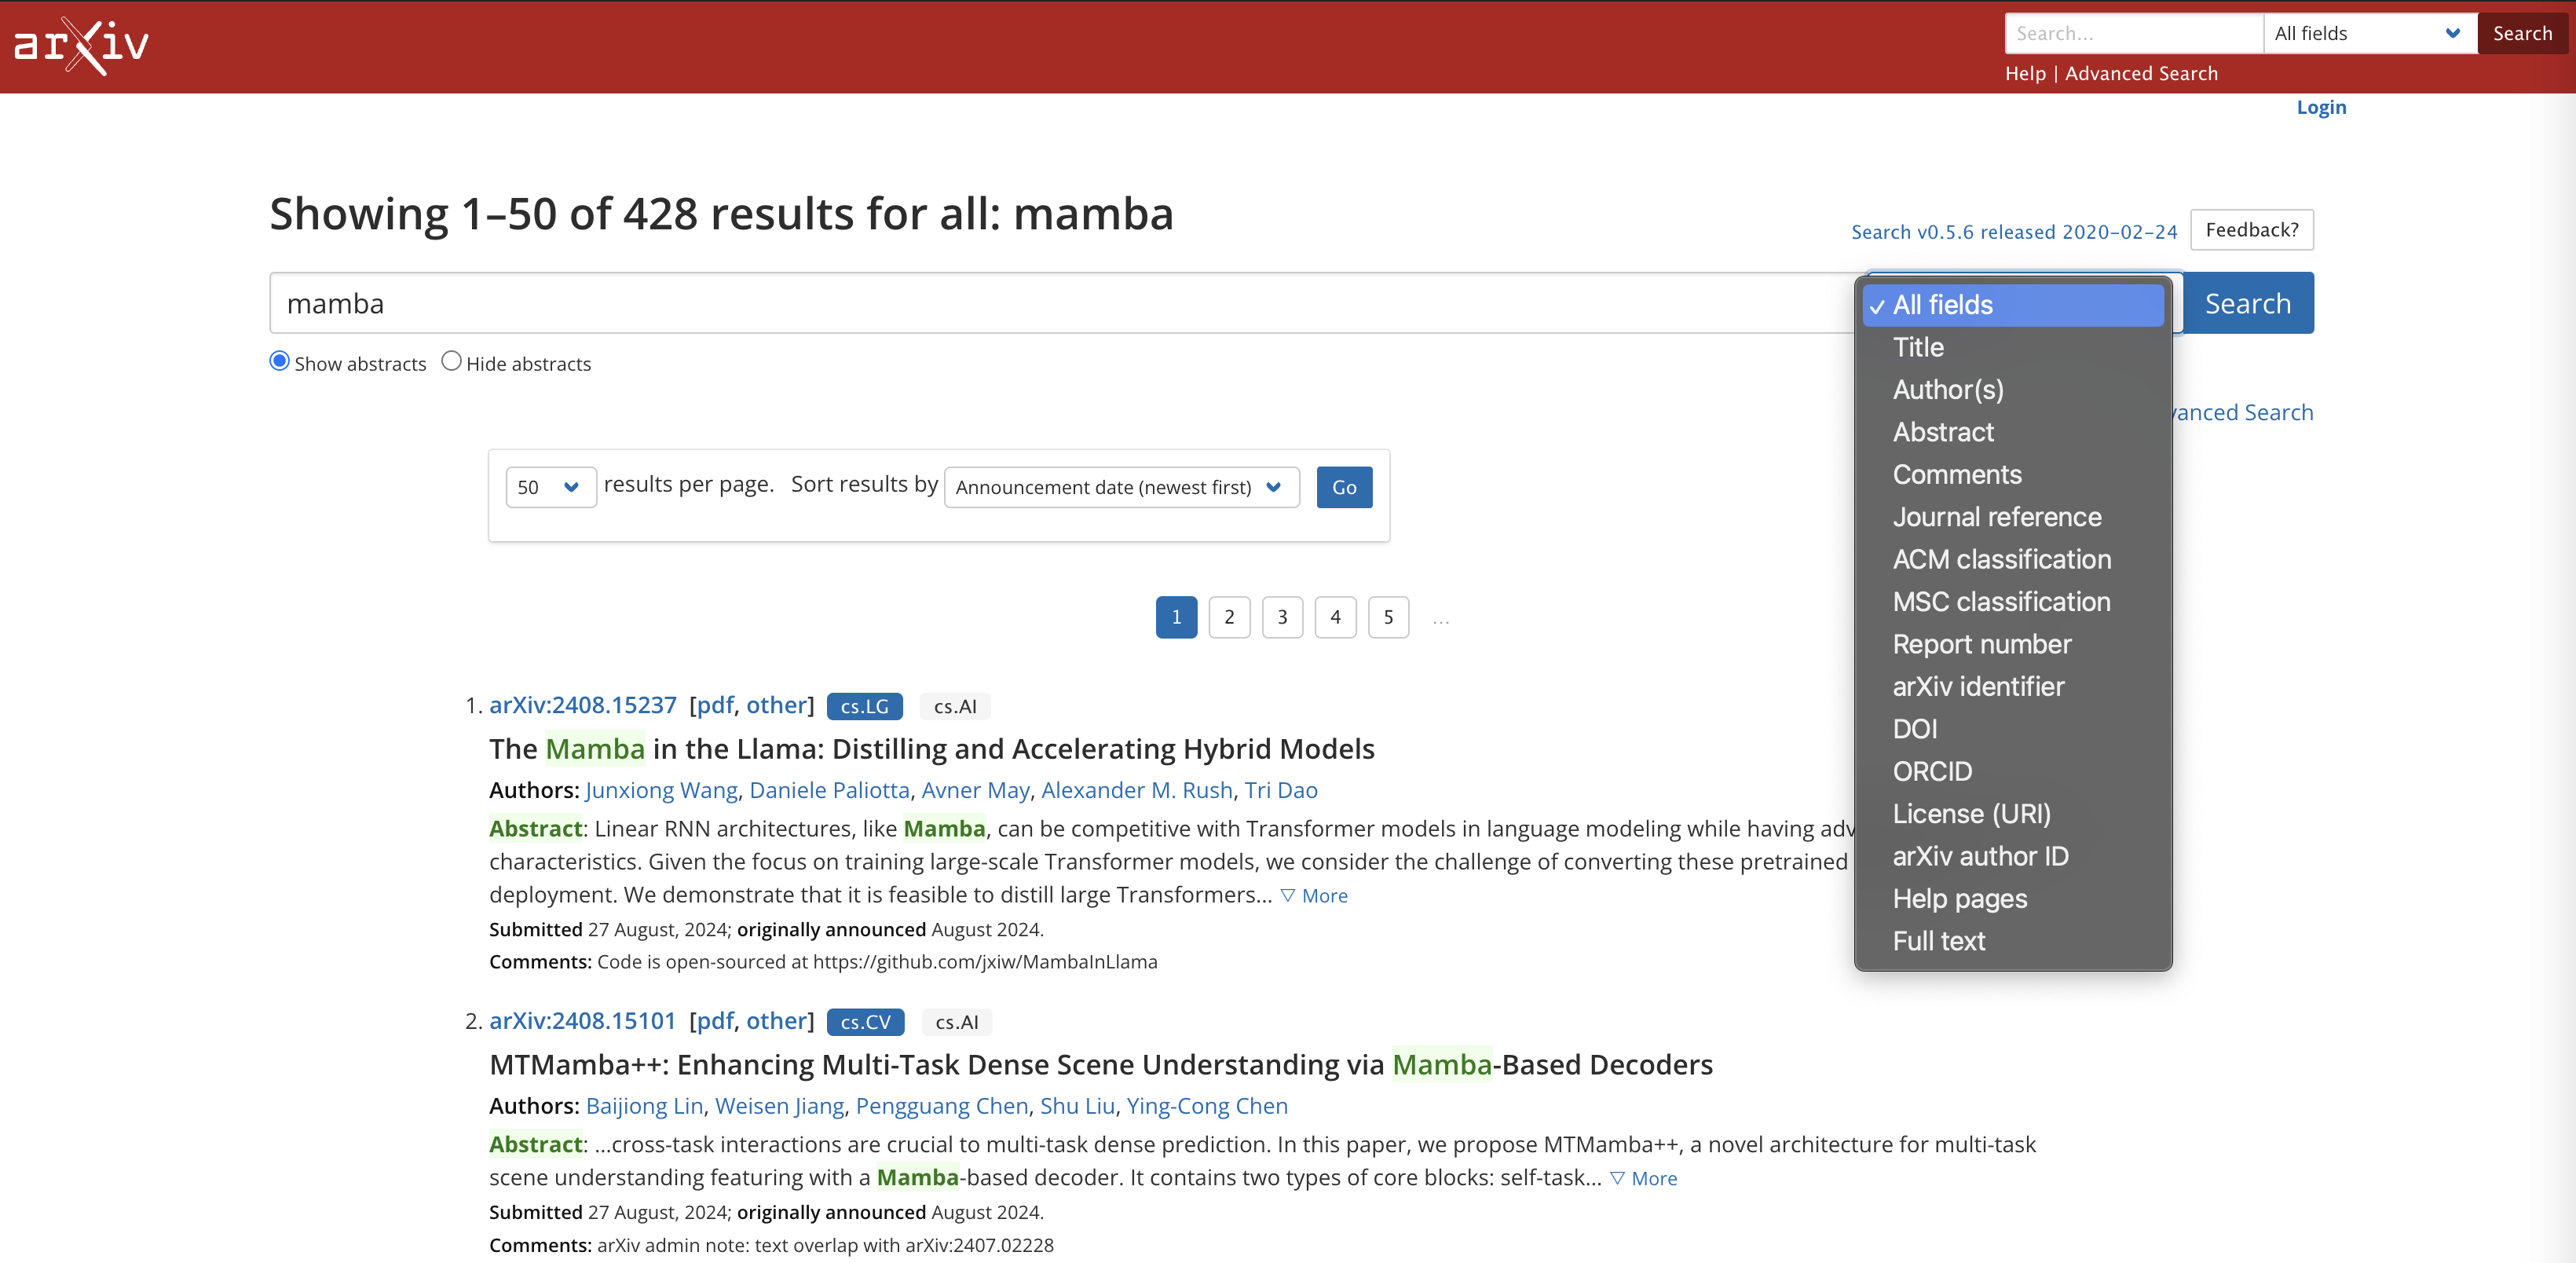 arXiv
Search...
All fields
Search
Help | Advanced Search
Login
Showing 1–50 of 428 results for all: mamba
Search v0.5.6 released 2020-02-24
Feedback?
mamba
Search
Show abstracts
Hide abstracts
All fields
Title
Author(s)
Abstract
Comments
Journal reference
ACM classification
MSC classification
Report number
arXiv identifier
DOI
ORCID
License (URI)
arXiv author ID
Help pages
Full text
Search
50 results per page. Sort results by Announcement date (newest first) Go
1 2 3 4 5 ...
1. arXiv:2408.15237 [pdf, other] cs.LG cs.AI
The Mamba in the Llama: Distilling and Accelerating Hybrid Models
Authors: Junxiong Wang, Daniele Paliotta, Avner May, Alexander M. Rush, Tri Dao
Abstract: Linear RNN architectures, like Mamba, can be competitive with Transformer models in language modeling while having
characteristics. Given the focus on training large-scale Transformer models, we consider the challenge of converting these pretrained
deployment. We demonstrate that it is feasible to distill large Transformers... ▽ More
Submitted 27 August, 2024; originally announced August 2024.
Comments: Code is open-sourced at https://github.com/jxiw/MambaInLlama
2. arXiv:2408.15101 [pdf, other] cs.CV cs.AI
MTMamba++: Enhancing Multi-Task Dense Scene Understanding via Mamba-Based Decoders
Authors: Baijiong Lin, Weisen Jiang, Pengguang Chen, Shu Liu, Ying-Cong Chen
Abstract: ...cross-task interactions are crucial to multi-task dense prediction. In this paper, we propose MTMamba++, a novel architecture for multi-task
scene understanding featuring with a Mamba-based decoder. It contains two types of core blocks: self-task... ▽ More
Submitted 27 August, 2024; originally announced August 2024.
Comments: arXiv admin note: text overlap with arXiv:2407.02228